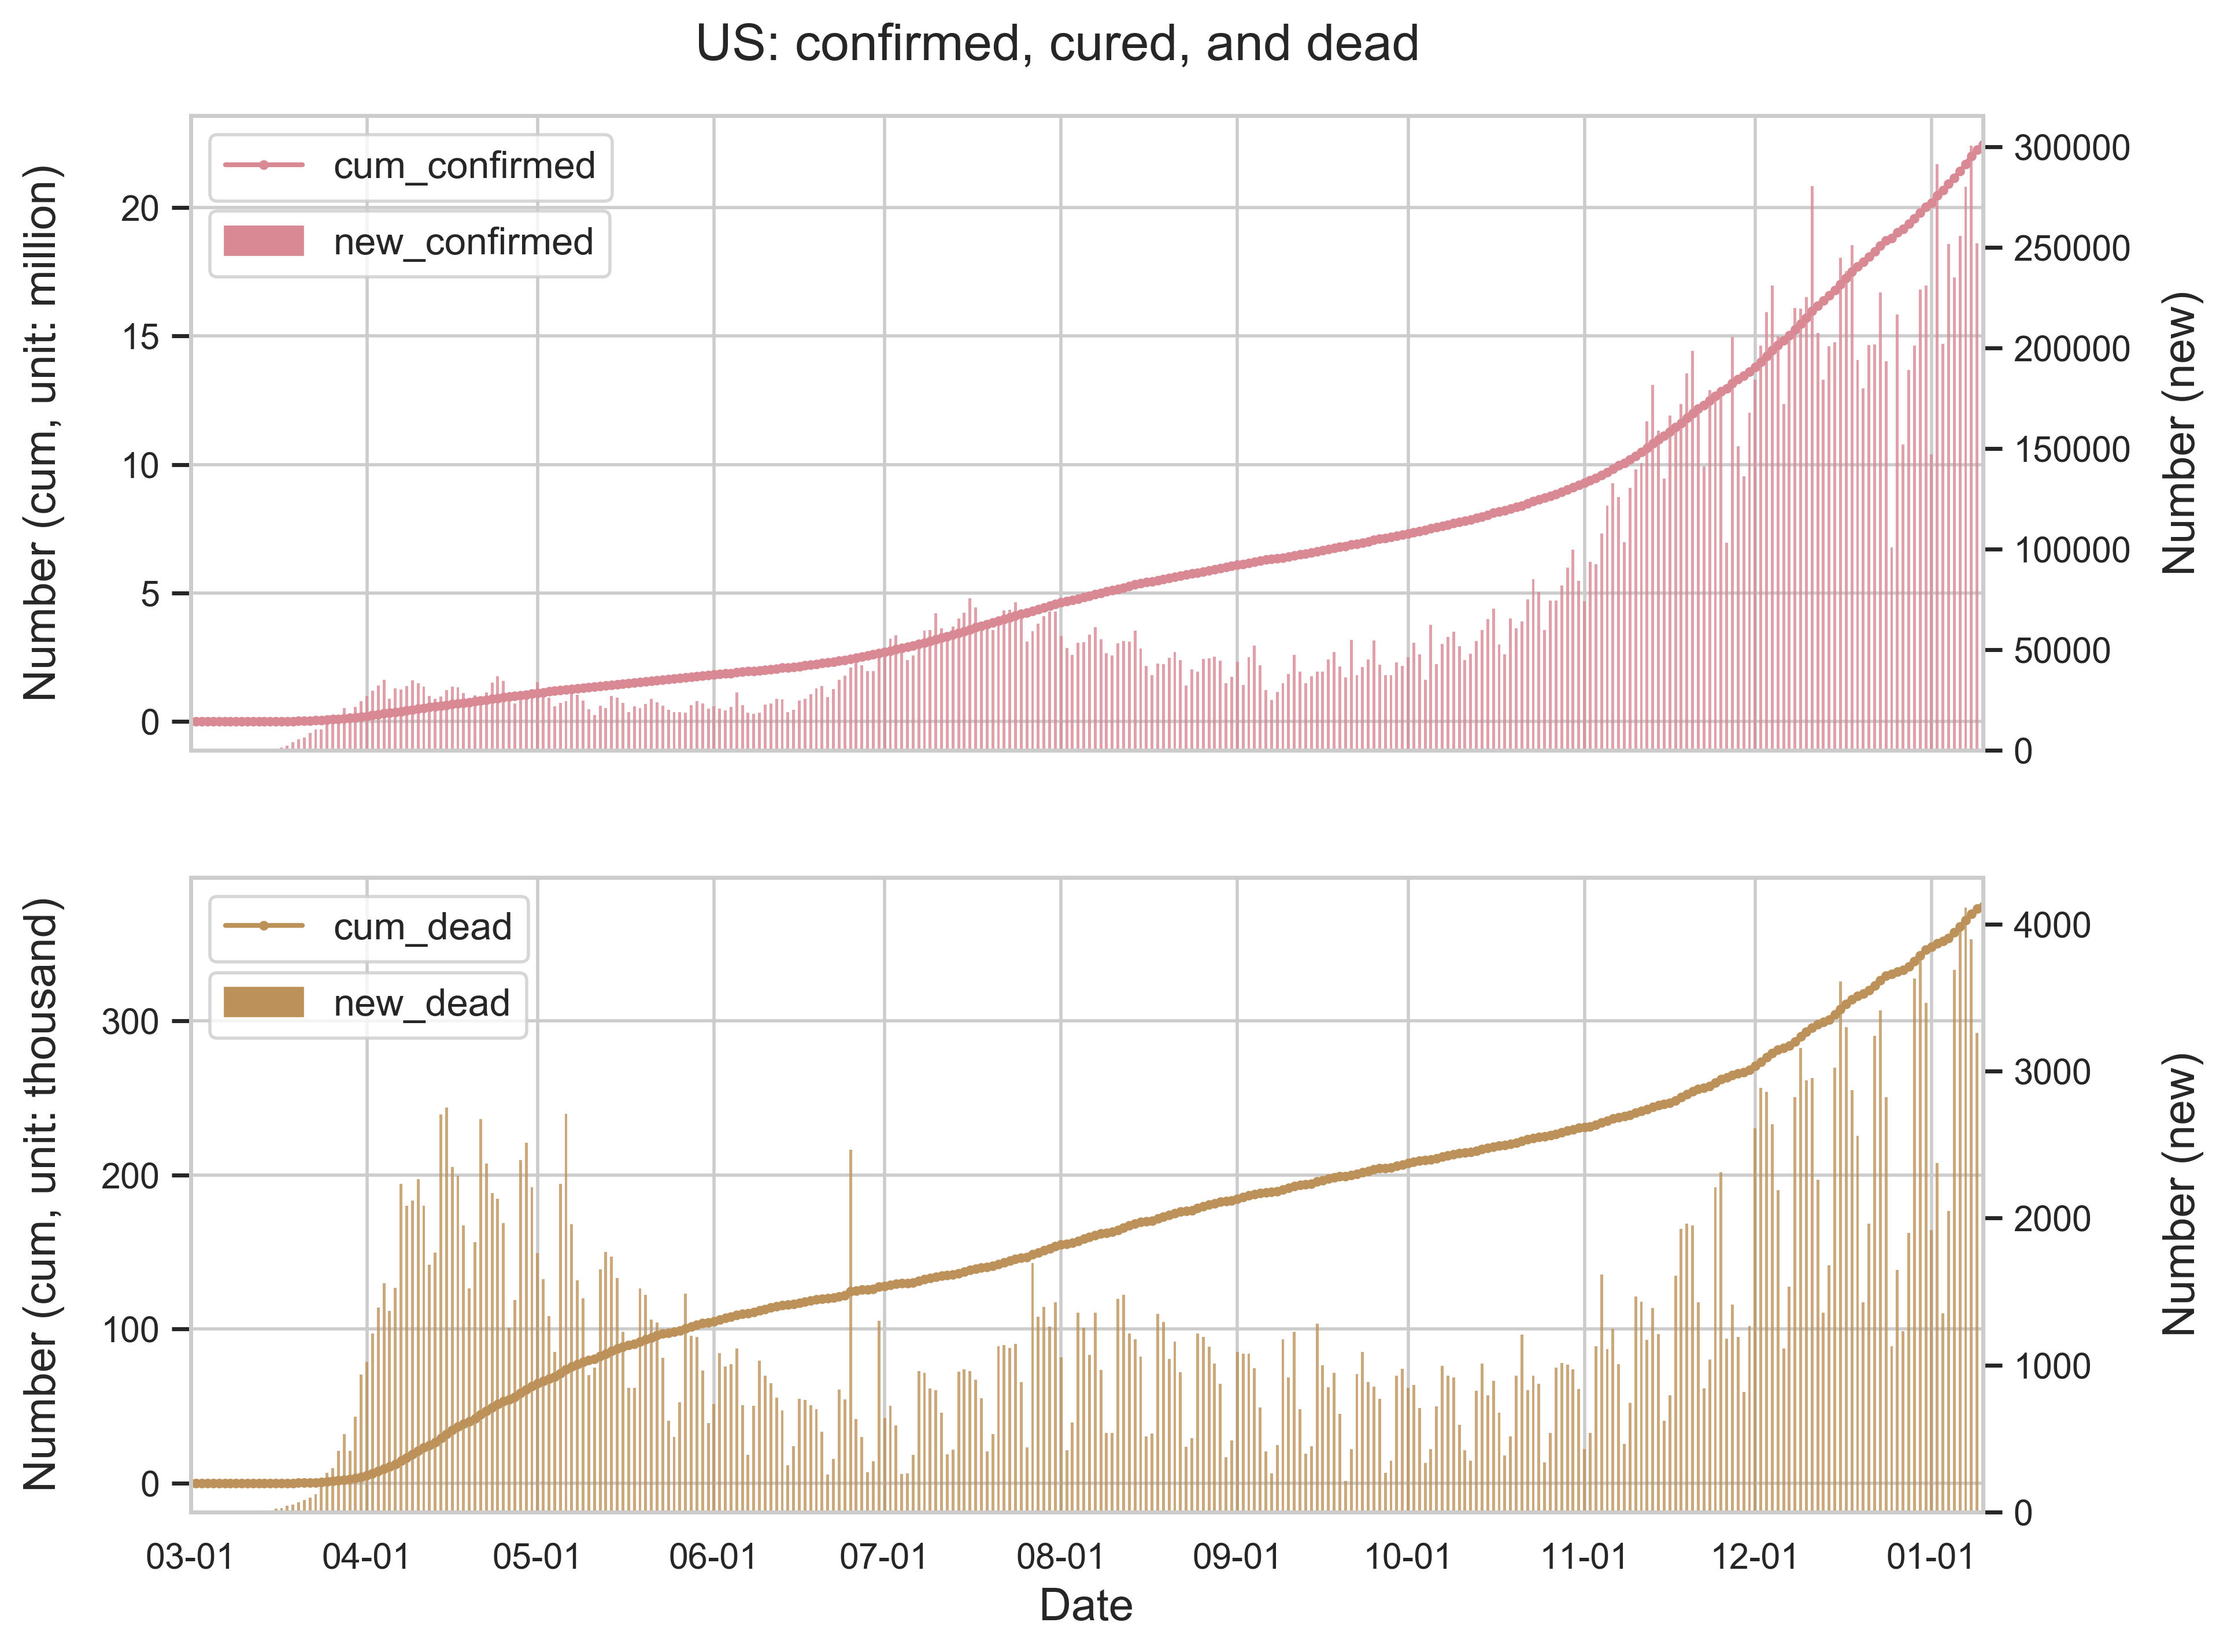 US: confirmed, cured, and dead
Number (cum, unit: million)
20
15
10
5
0
cum_confirmed
new_confirmed
300000
250000
200000
150000
100000
50000
0
Number (new)
Number (cum, unit: thousand)
300
200
100
0
cum_dead
new_dead
4000
3000
2000
1000
0
Number (new)
03-01 04-01 05-01 06-01 07-01 08-01 09-01 10-01 11-01 12-01 01-01
Date